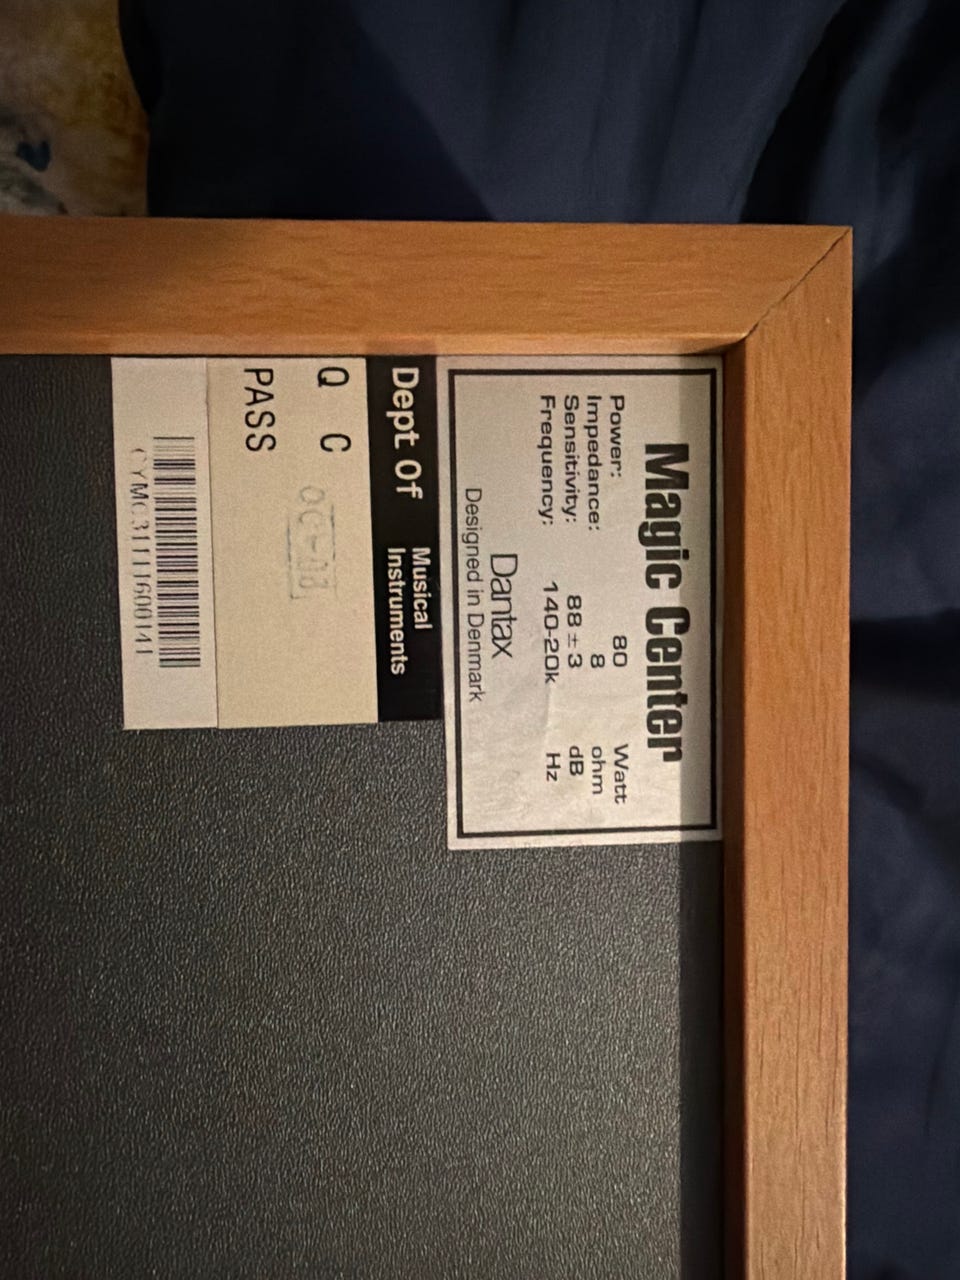 Magic Center
Power: 80 Watt
Impedance: 8 ohm
Sensitivity: 88 ± 3 dB
Frequency: 140-20k Hz
Dantax
Designed in Denmark
Dept Of Musical Instruments
Q C
PASS